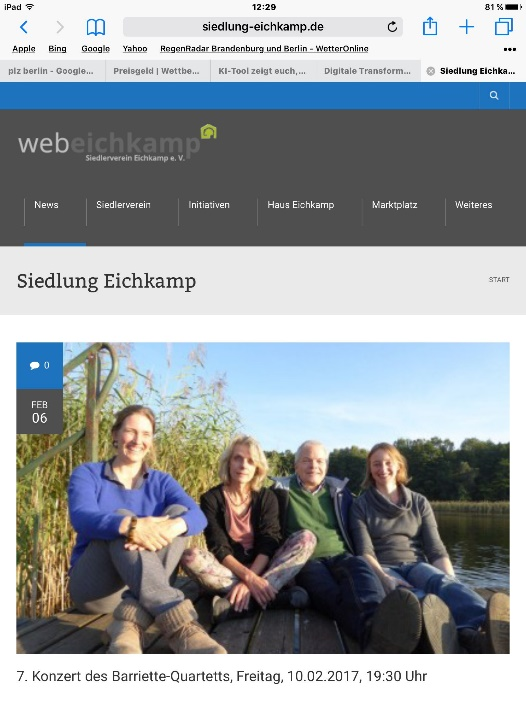 iPad 12:29 81 %
siedlung-eichkamp.de
Apple Bing Google Yahoo RegenRadar Brandenburg und Berlin - WetterOnline
plz berlin - Google... Preisgeld | Wettbe... KI-Tool zeigt euch,... Digitale Transform... Siedlung Eichka...
webeichkamp
Siedlerverein Eichkamp e. V.
News Siedlerverein Initiativen Haus Eichkamp Marktplatz Weiteres
Siedlung Eichkamp START
0
FEB
06
7. Konzert des Barriette-Quartetts, Freitag, 10.02.2017, 19:30 Uhr